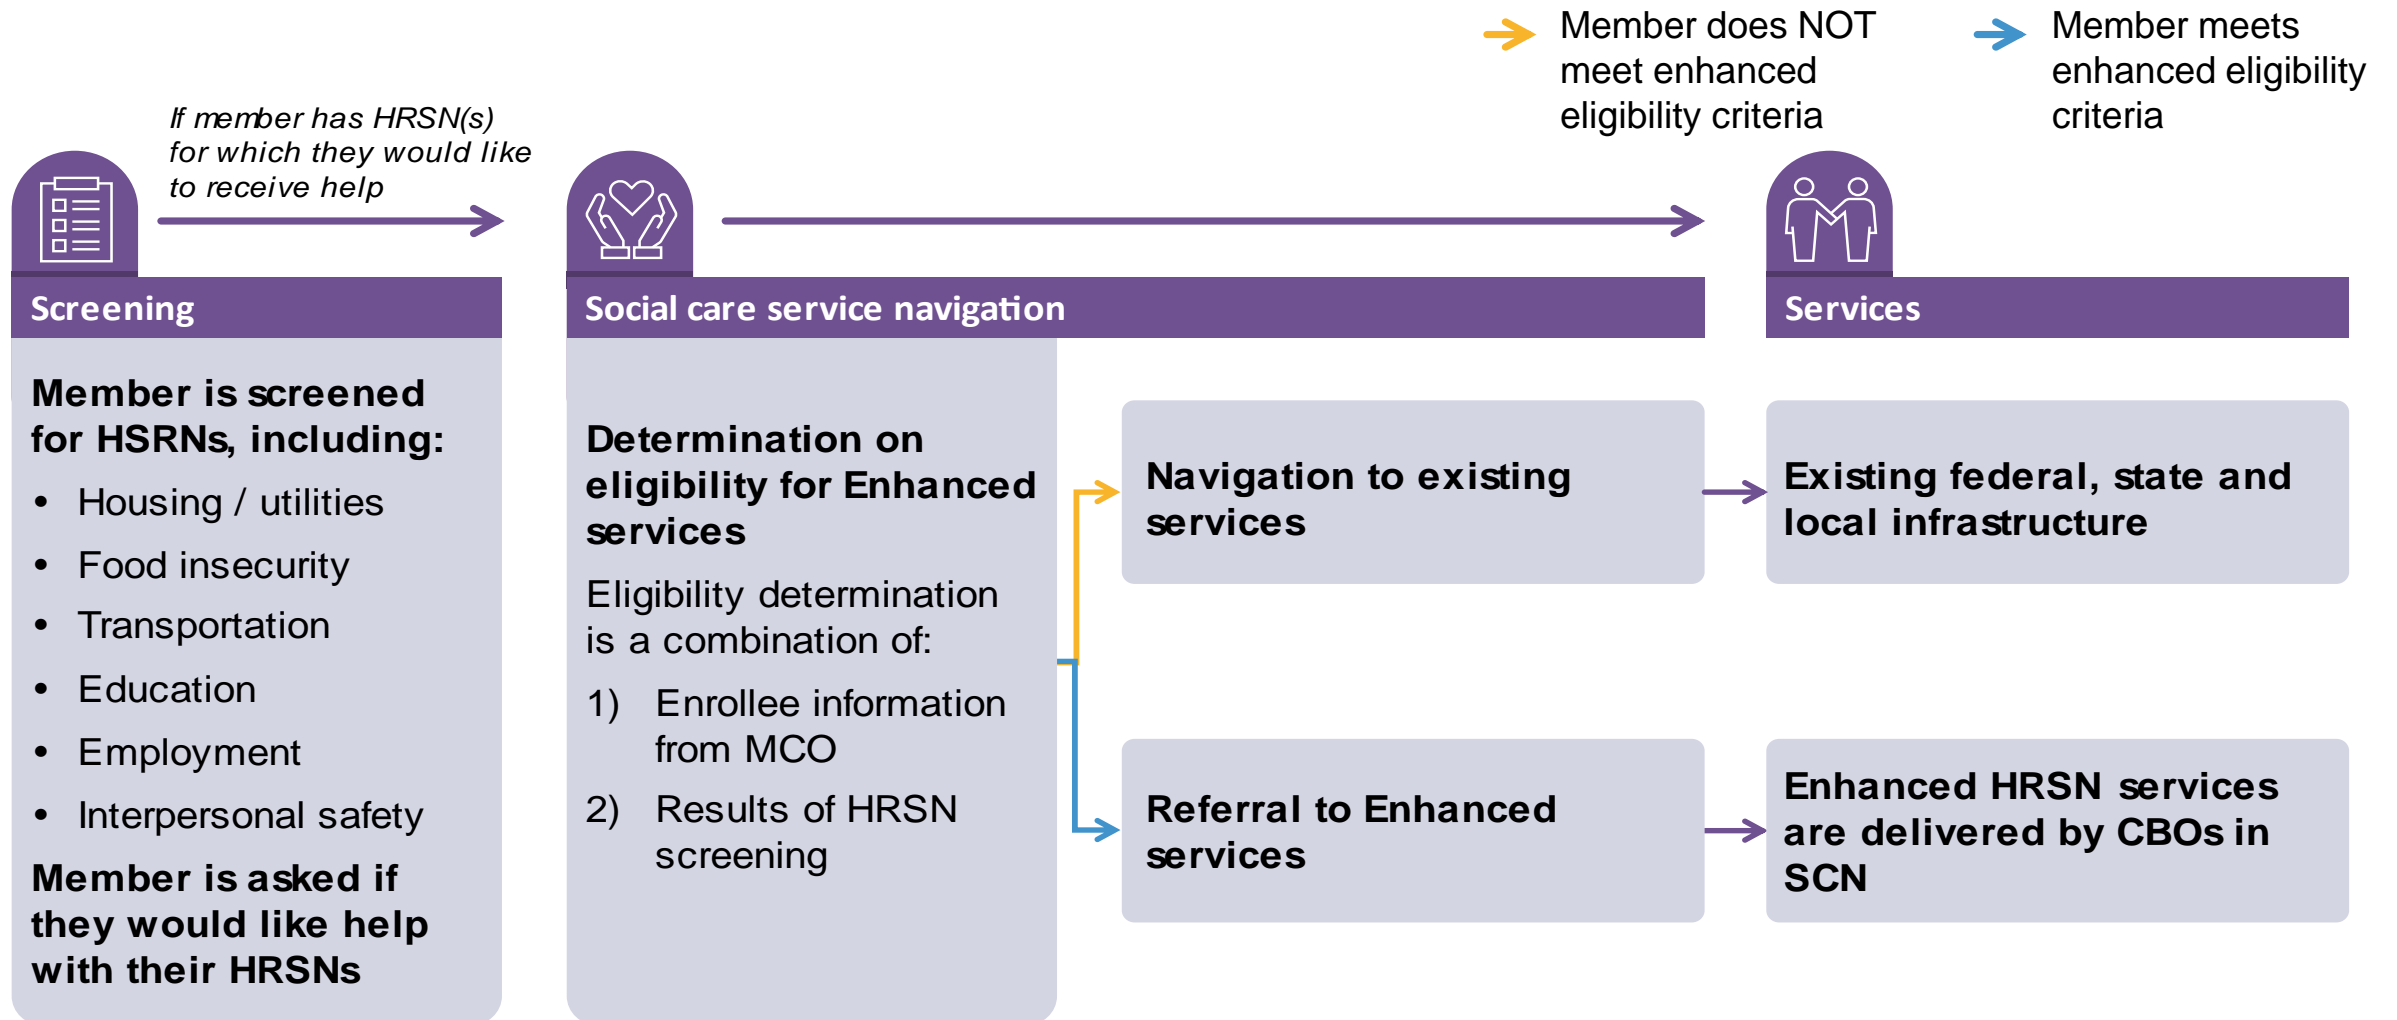 Member does NOT
meet enhanced
eligibility criteria
Member meets
enhanced eligibility
criteria
If member has HRSN(s)
for which they would like
to receive help
Screening
Member is screened
for HSRNs, including:
• Housing / utilities
• Food insecurity
• Transportation
• Education
• Employment
• Interpersonal safety
Member is asked if
they would like help
with their HRSNs
Social care service navigation
Determination on
eligibility for Enhanced
services
Eligibility determination
is a combination of:
1) Enrollee information
from MCO
2) Results of HRSN
screening
Navigation to existing
services
Referral to Enhanced
services
Services
Existing federal, state and
local infrastructure
Enhanced HRSN services
are delivered by CBOs in
SCN